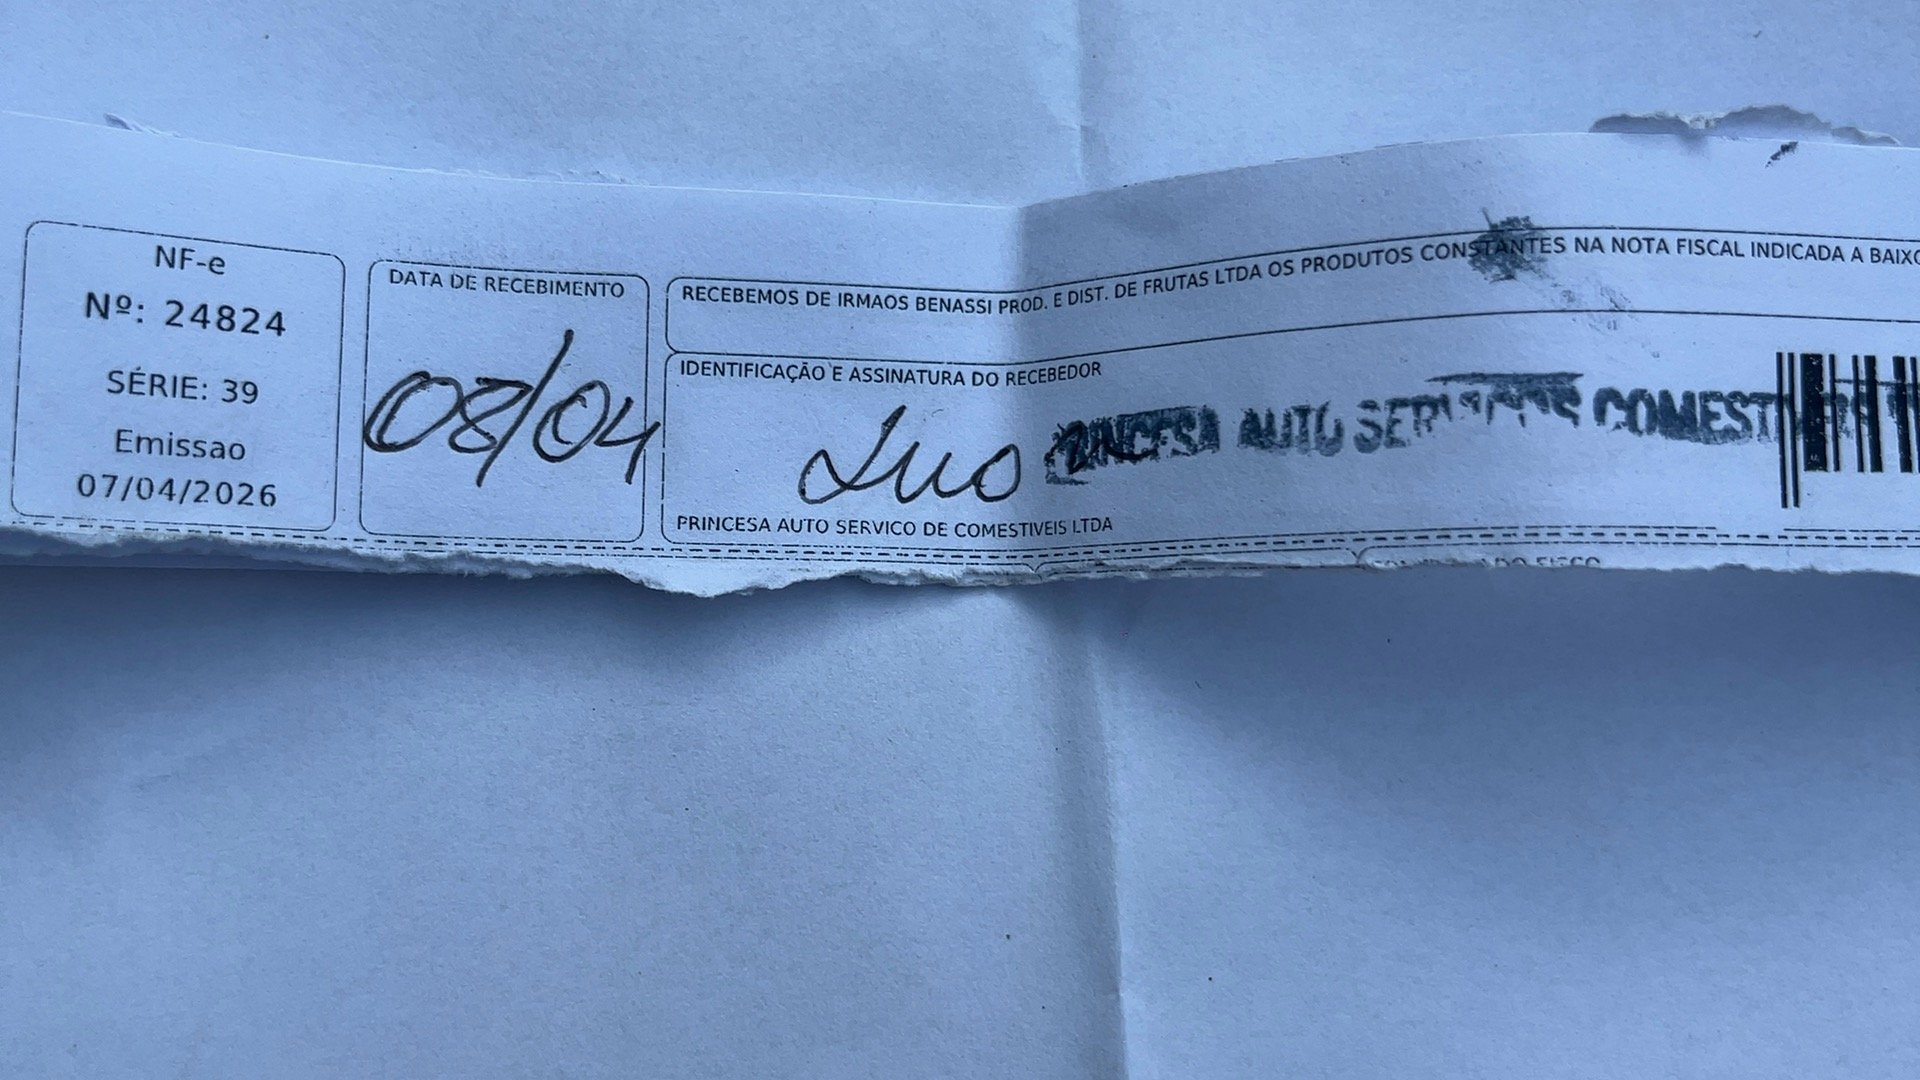 NF-e
Nº: 24824
SÉRIE: 39
Emissao
07/04/2026
DATA DE RECEBIMENTO
08/04
RECEBEMOS DE IRMAOS BENASSI PROD. E DIST. DE FRUTAS LTDA OS PRODUTOS CONSTANTES NA NOTA FISCAL INDICADA A BAIXO
IDENTIFICAÇÃO E ASSINATURA DO RECEBEDOR
AUTO COMEST
PRINCESA AUTO SERVICO DE COMESTIVEIS LTDA